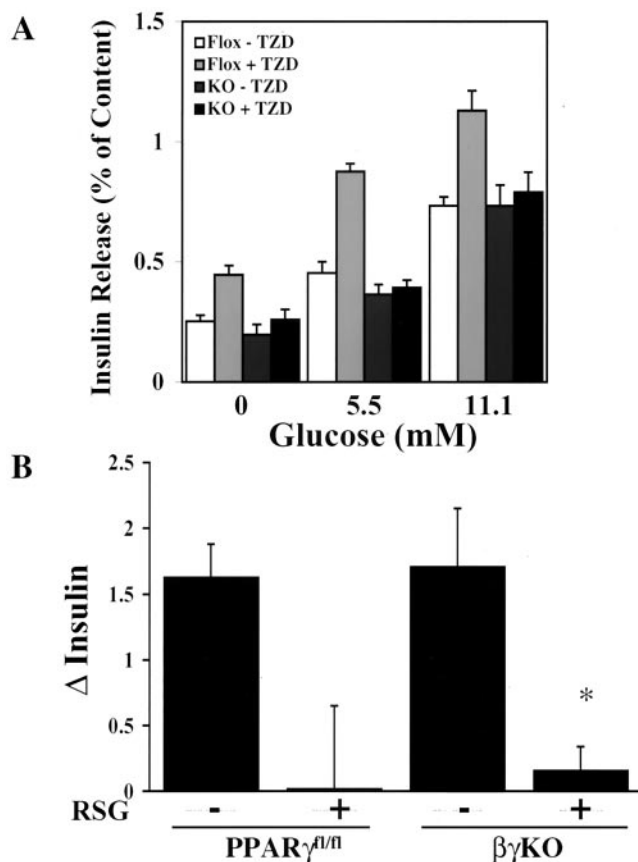 A
Insulin Release (% of Content)
1.5
1
0.5
0
Flox - TZD
Flox + TZD
KO - TZD
KO + TZD
0 5.5 11.1
Glucose (mM)
B
Δ Insulin
2.5
2
1.5
1
0.5
0
*
RSG - + - +
PPARγfl/fl βγKO